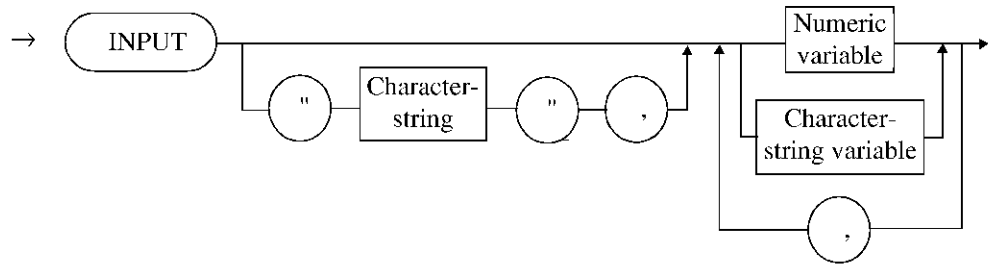 → INPUT
"
Character-
string
"
,
Numeric
variable
Character-
string variable
,